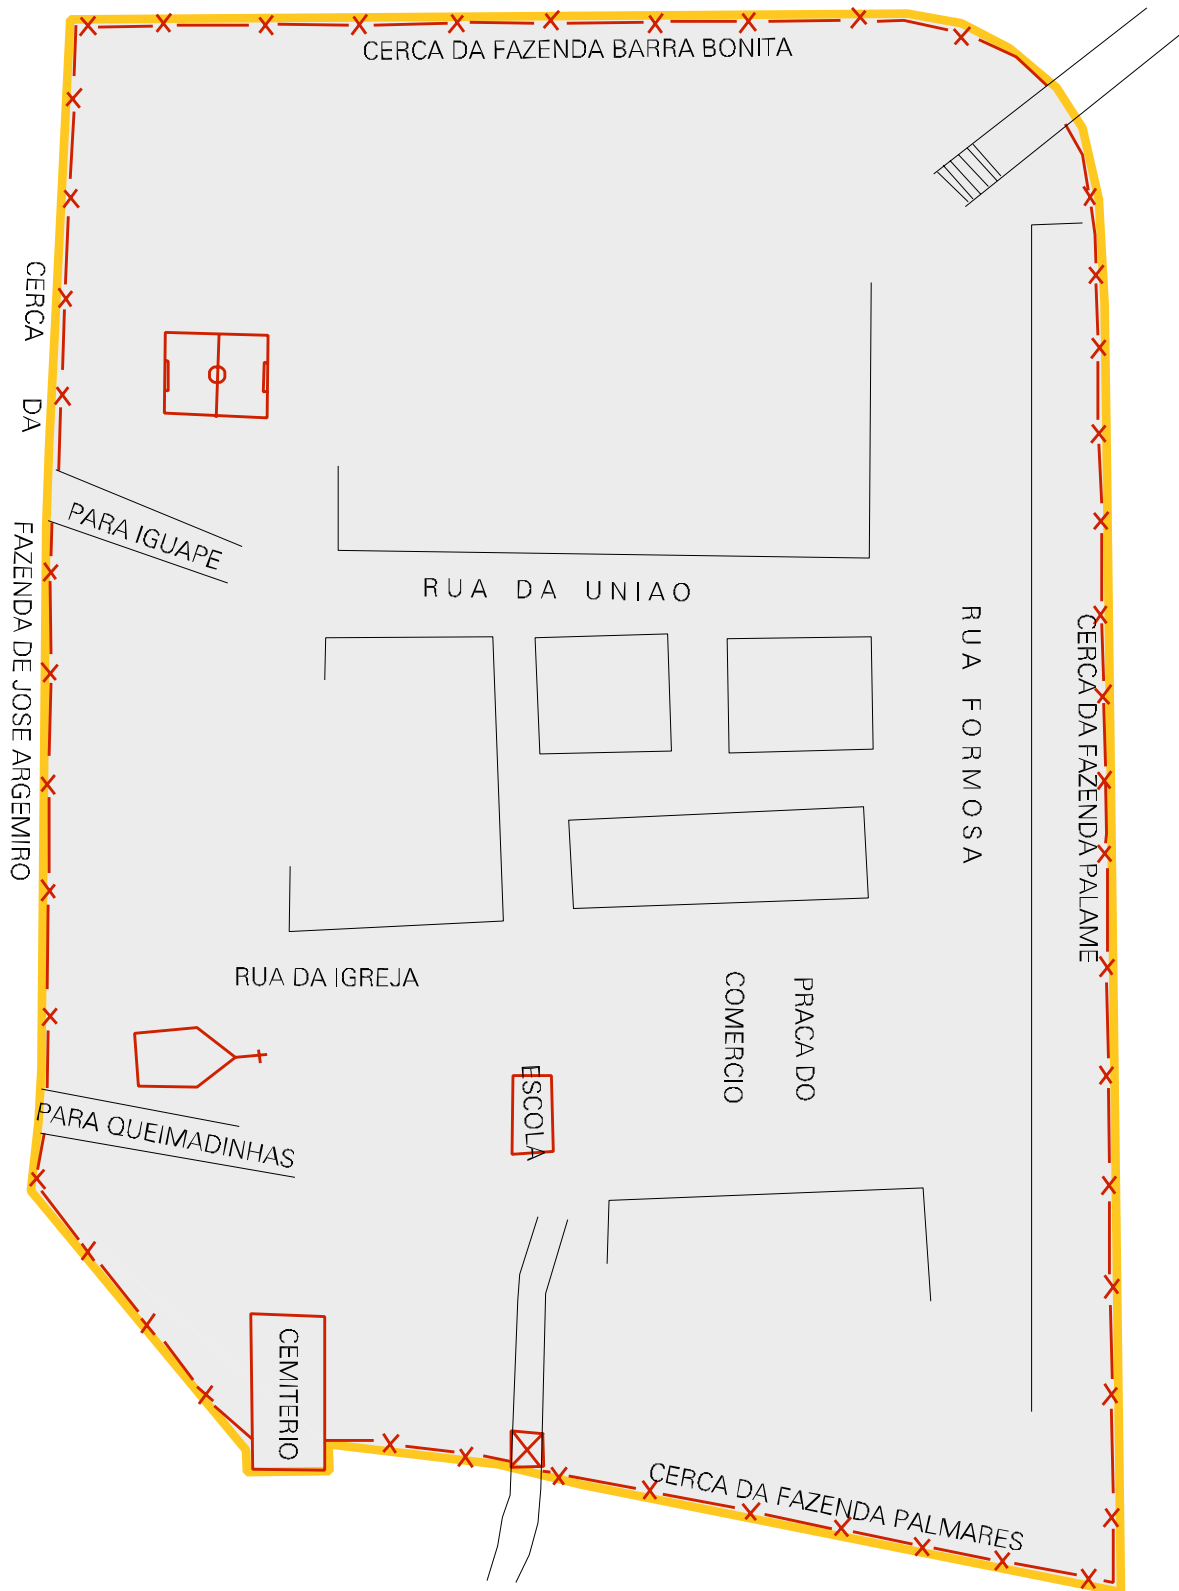 CERCA DA FAZENDA BARRA BONITA
CERCA DA
FAZENDA DE JOSE ARGEMIRO
PARA IGUAPE
RUA DA UNIAO
RUA FORMOSA
CERCA DA FAZENDA PALAME
RUA DA IGREJA
PRACA DO
COMERCIO
ESCOLA
PARA QUEIMADINHAS
CEMITERIO
CERCA DA FAZENDA PALMARES